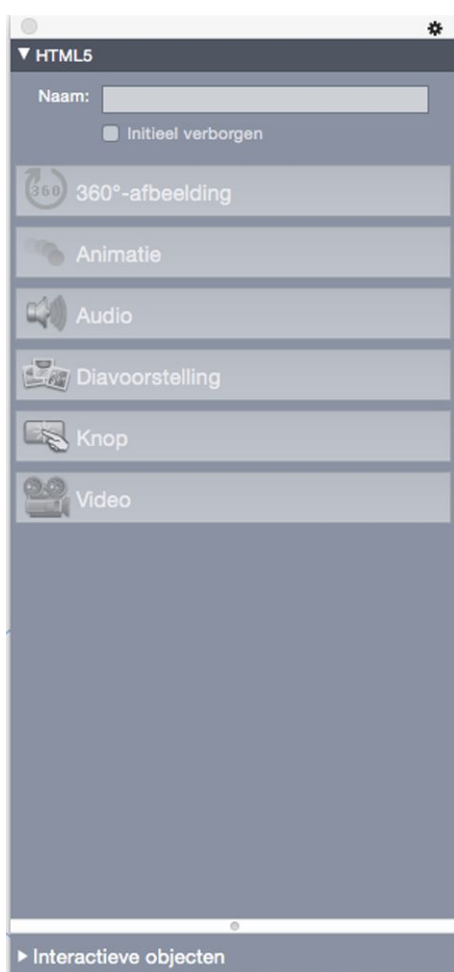 HTML5
Naam:
Initieel verborgen
360
360°-afbeelding
Animatie
Audio
Diavoorstelling
Knop
Video
Interactieve objecten